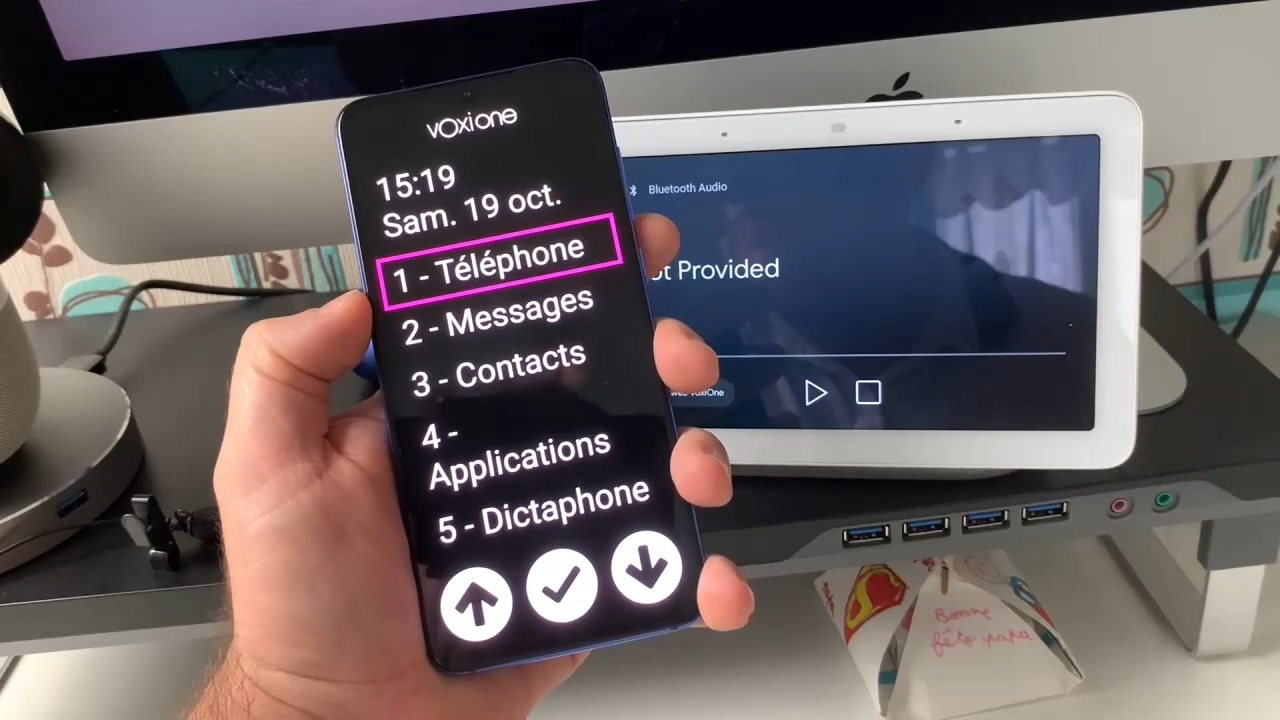 vOxione
15:19
Sam. 19 oct.
1 - Téléphone
2 - Messages
3 - Contacts
4 -
Applications
5 - Dictaphone
Bluetooth Audio
ot Provided
VoxiOne
Bonne
fête papa